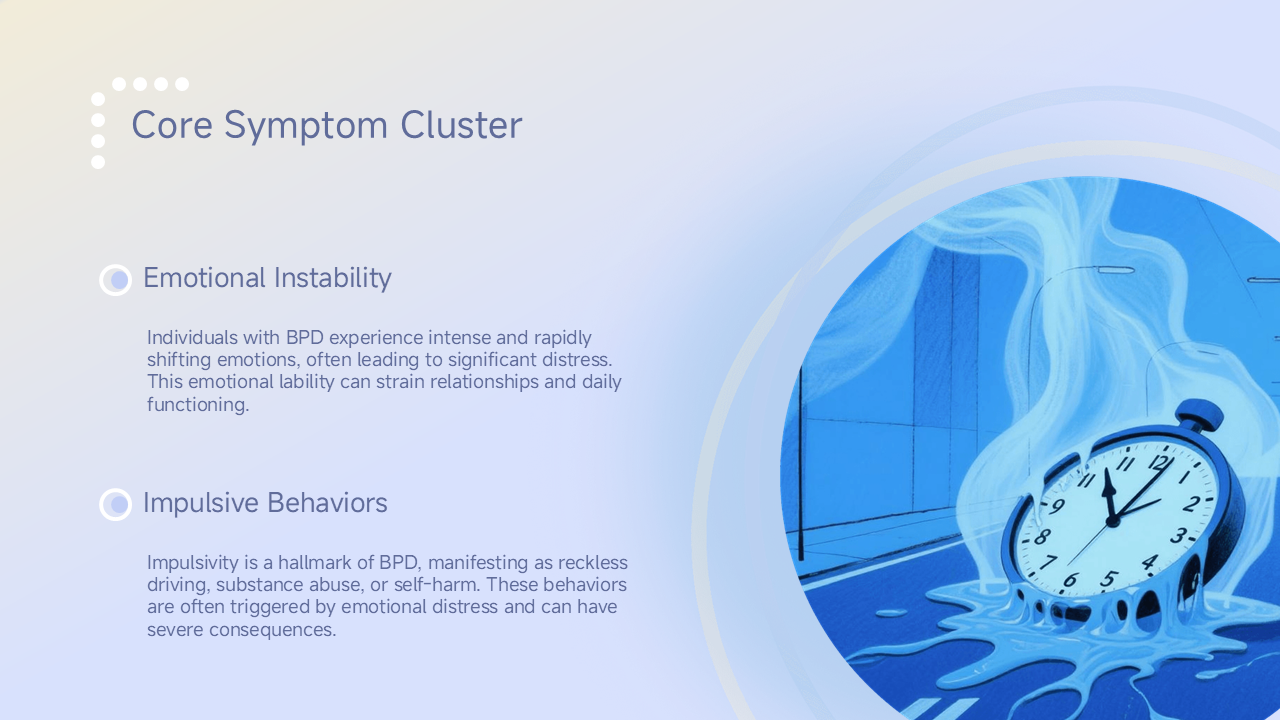 Core Symptom Cluster
Emotional Instability
Individuals with BPD experience intense and rapidly
shifting emotions, often leading to significant distress.
This emotional lability can strain relationships and daily
functioning.
Impulsive Behaviors
Impulsivity is a hallmark of BPD, manifesting as reckless
driving, substance abuse, or self-harm. These behaviors
are often triggered by emotional distress and can have
severe consequences.
11 12 1
11 2
9 3
8 4
7 6 5